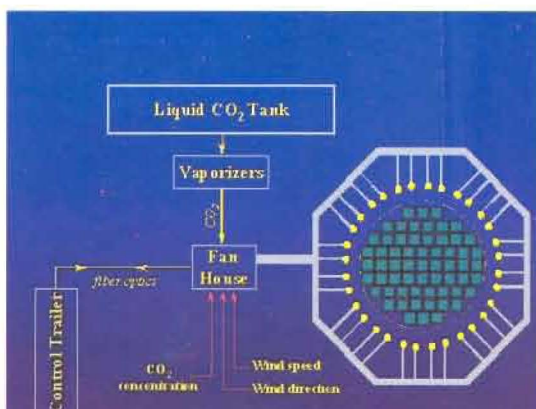 Liquid CO₂ Tank
Vaporizers
CO₂
Fan
House
fiber optics
Control Trailer
CO₂
concentration
Wind speed
Wind direction